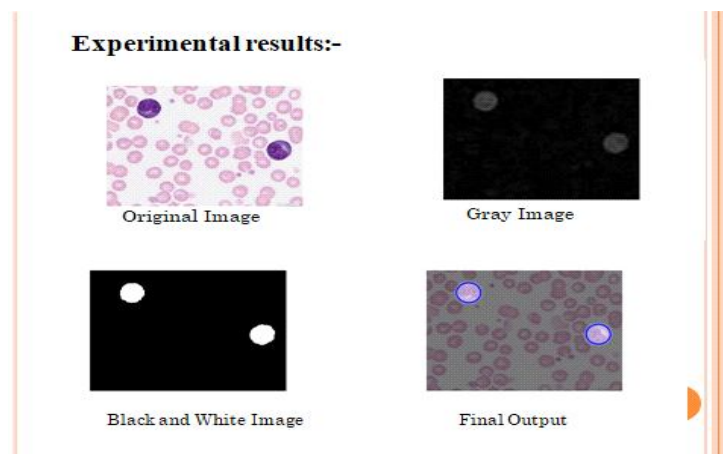 Experimental results:-
Original Image
Gray Image
Black and White Image
Final Output